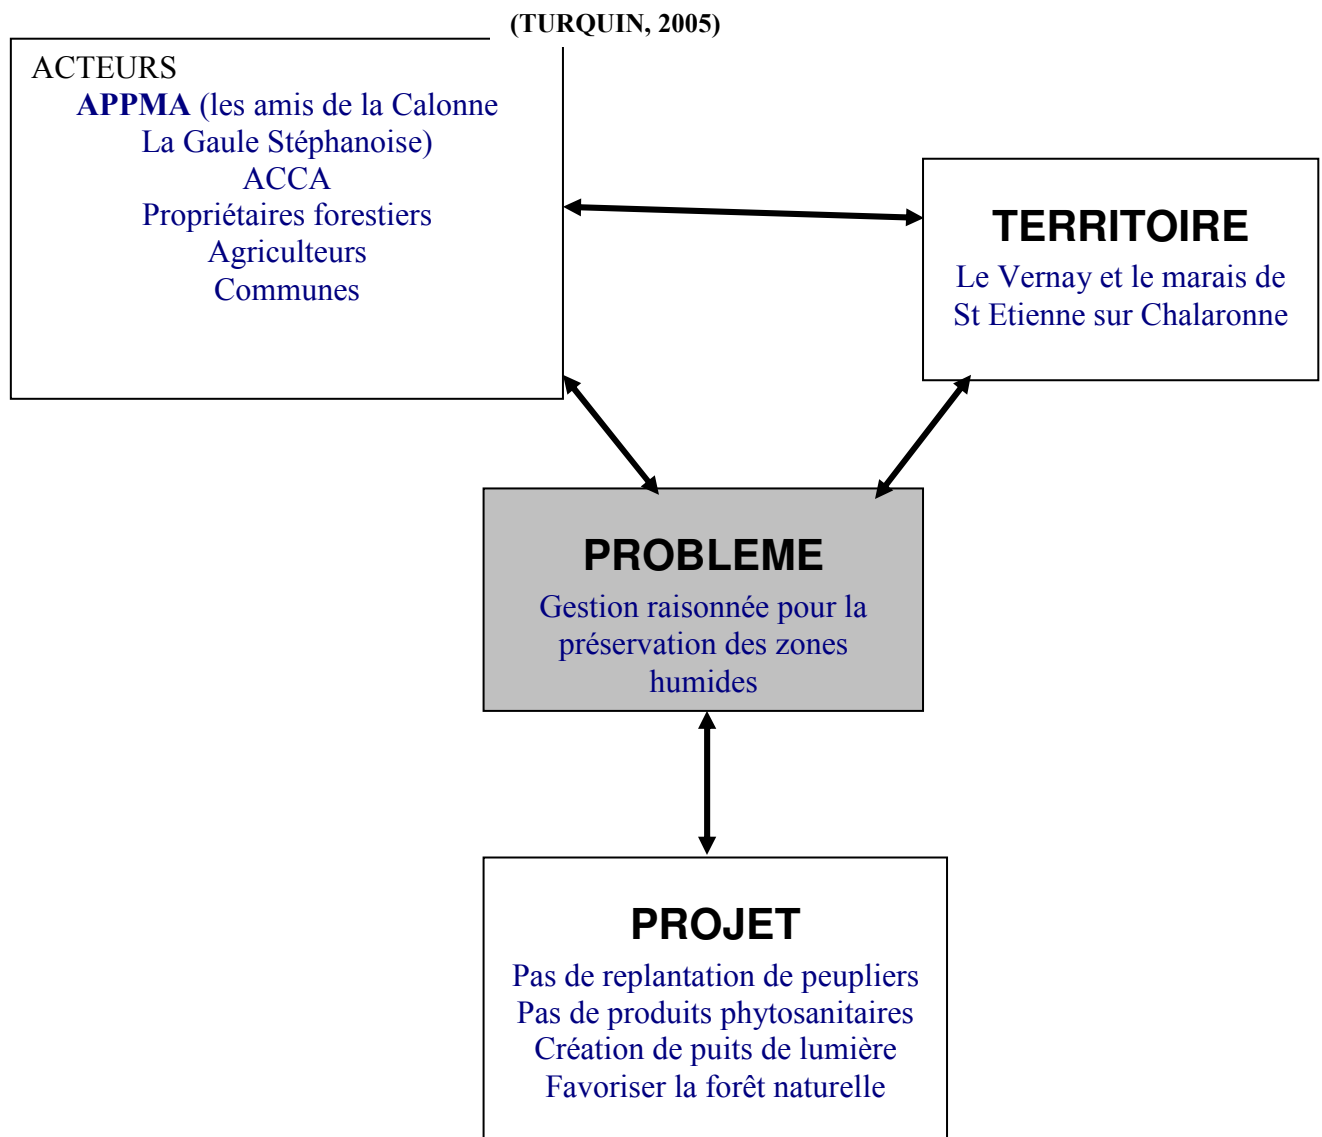 (TURQUIN, 2005)
ACTEURS
APPMA (les amis de la Calonne
La Gaule Stéphanoise)
ACCA
Propriétaires forestiers
Agriculteurs
Communes
TERRITOIRE
Le Vernay et le marais de
St Etienne sur Chalaronne
PROBLEME
Gestion raisonnée pour la
préservation des zones
humides
PROJET
Pas de replantation de peupliers
Pas de produits phytosanitaires
Création de puits de lumière
Favoriser la forêt naturelle